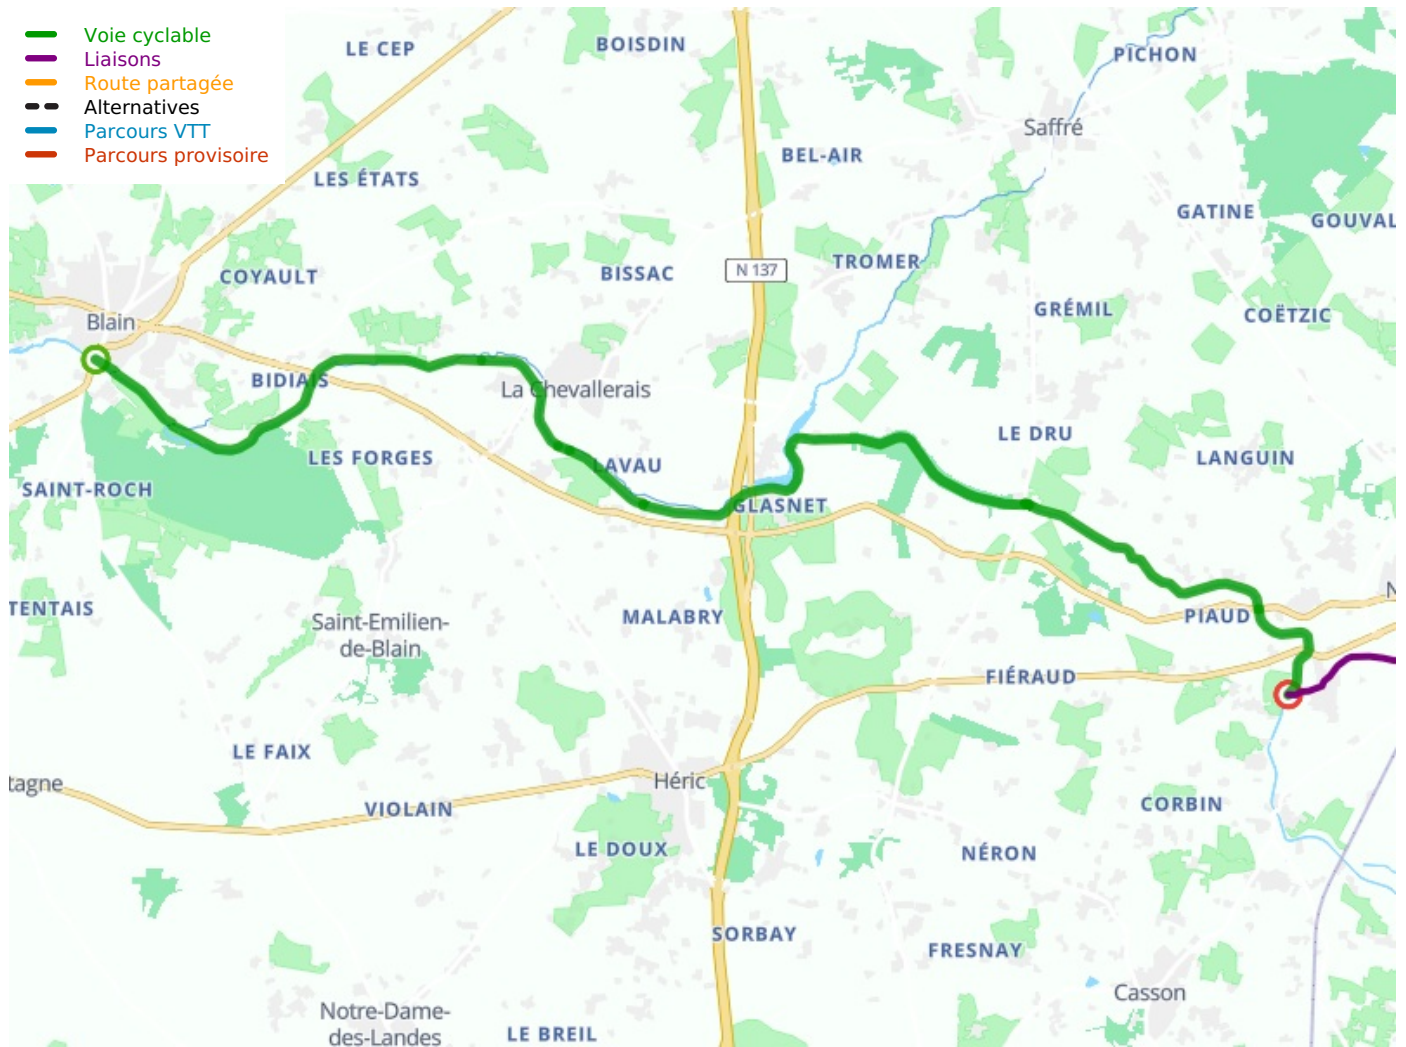 Voie cyclable
Liaisons
Route partagée
Alternatives
Parcours VTT
Parcours provisoire
LE CEP
BOISDIN
PICHON
Saffré
BEL-AIR
LES ÉTATS
GATINE
GOUVAL
COYAULT
BISSAC
N 137
TROMER
GRÉMIL
COËTZIC
Blain
BIDIAIS
La Chevallerais
LE DRU
LES FORGES
LAVAU
LANGUIN
SAINT-ROCH
GLASNET
TENTAIS
N
Saint-Emilien-
de-Blain
MALABRY
PIAUD
FIÉRAUD
LE FAIX
tagne
Héric
VIOLAIN
CORBIN
LE DOUX
NÉRON
SORBAY
FRESNAY
Casson
Notre-Dame-
des-Landes
LE BREIL